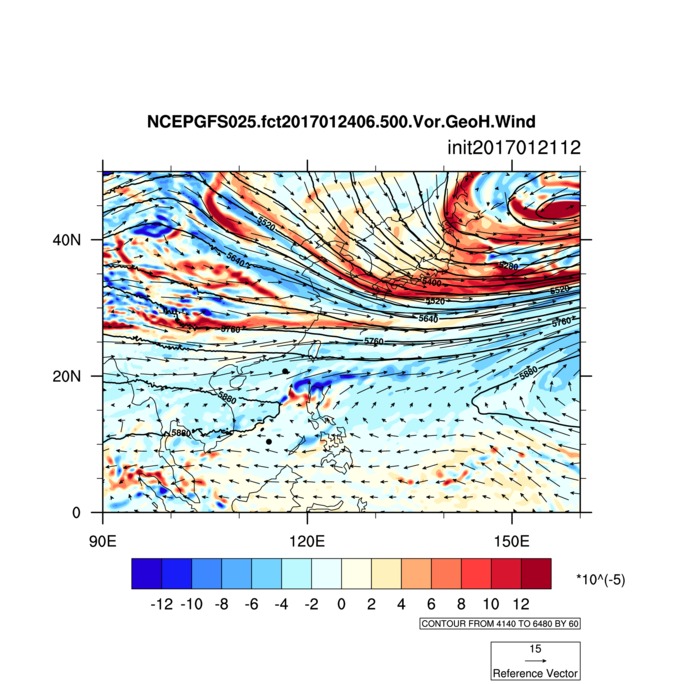 NCEPGFS025.fct2017012406.500.Vor.GeoH.Wind
init2017012112
40N
20N
0
90E 120E 150E
5520
5640
5760
5880
5880
5280
5400
5520
5640
5760
5520
5760
5880
-12 -10 -8 -6 -4 -2 0 2 4 6 8 10 12
*10^(-5)
CONTOUR FROM 4140 TO 6480 BY 60
15
Reference Vector